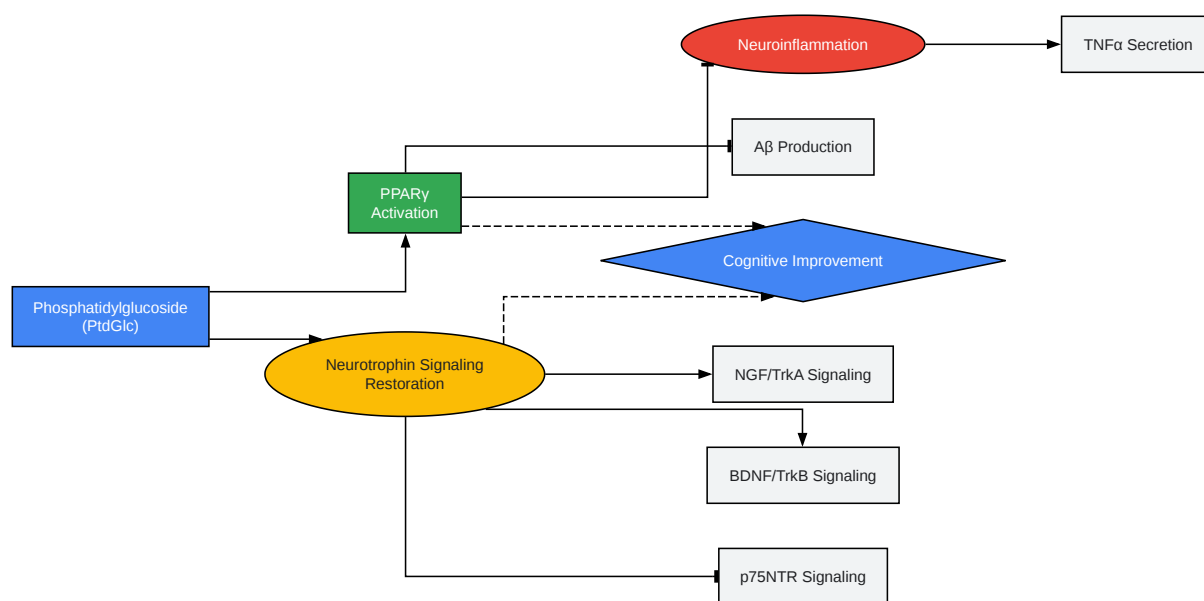 Neuroinflammation
TNFα Secretion
Aβ Production
PPARγ
Activation
Cognitive Improvement
Phosphatidylglucoside
(PtdGlc)
Neurotrophin Signaling
Restoration
NGF/TrkA Signaling
BDNF/TrkB Signaling
p75NTR Signaling